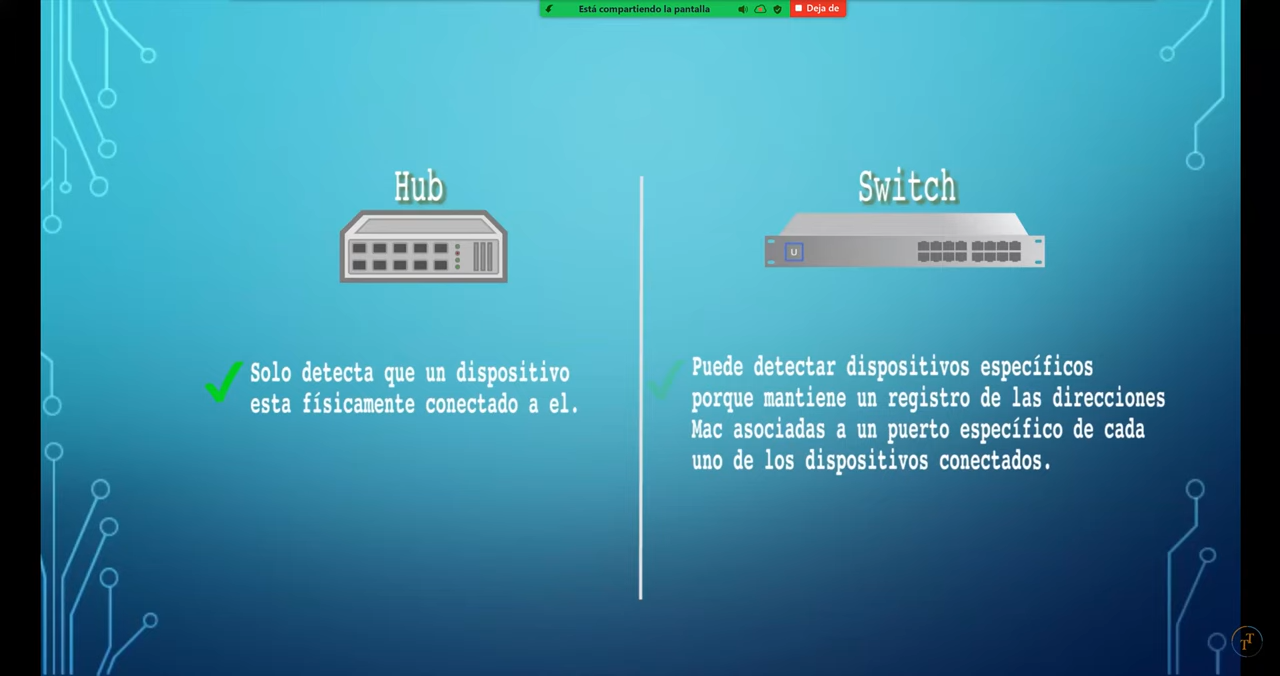 Está compartiendo la pantalla
Deja de
Hub
Switch
U
Solo detecta que un dispositivo
esta físicamente conectado a el.
Puede detectar dispositivos específicos
porque mantiene un registro de las direcciones
Mac asociadas a un puerto específico de cada
uno de los dispositivos conectados.
TT